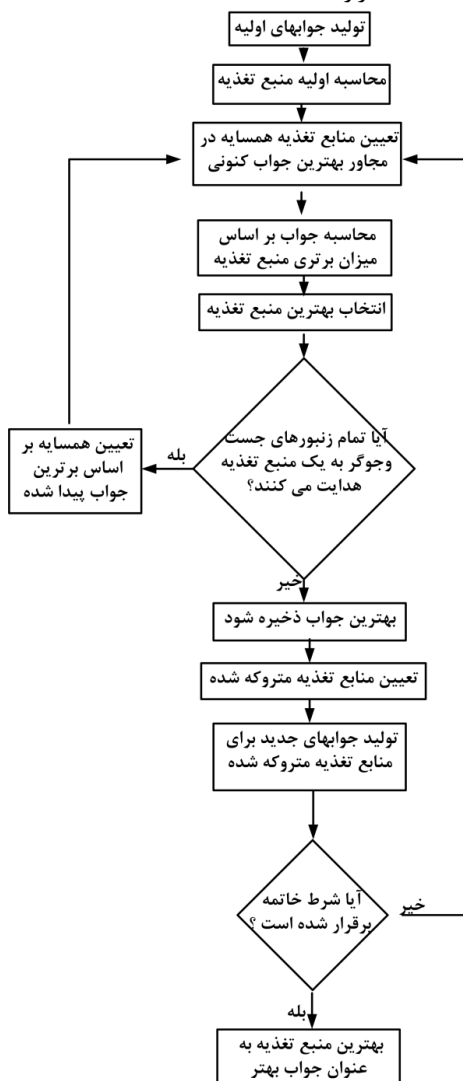 تولید جوابهای اولیه
محاسبه اولیه منبع تغذیه
تعیین منابع تغذیه همسایه در
مجاور بهترین جواب کنونی
محاسبه جواب بر اساس
میزان برتری منبع تغذیه
انتخاب بهترین منبع تغذیه
آیا تمام زنبورهای جست
وجوگر به یک منبع تغذیه
هدایت می کنند؟
بله
تعیین همسایه بر
اساس برترین
جواب پیدا شده
خیر
بهترین جواب ذخیره شود
تعیین منابع تغذیه متروکه شده
تولید جوابهای جدید برای
منابع تغذیه متروکه شده
آیا شرط خاتمه
برقرار شده است ؟
خیر
بله
بهترین منبع تغذیه به
عنوان جواب بهتر